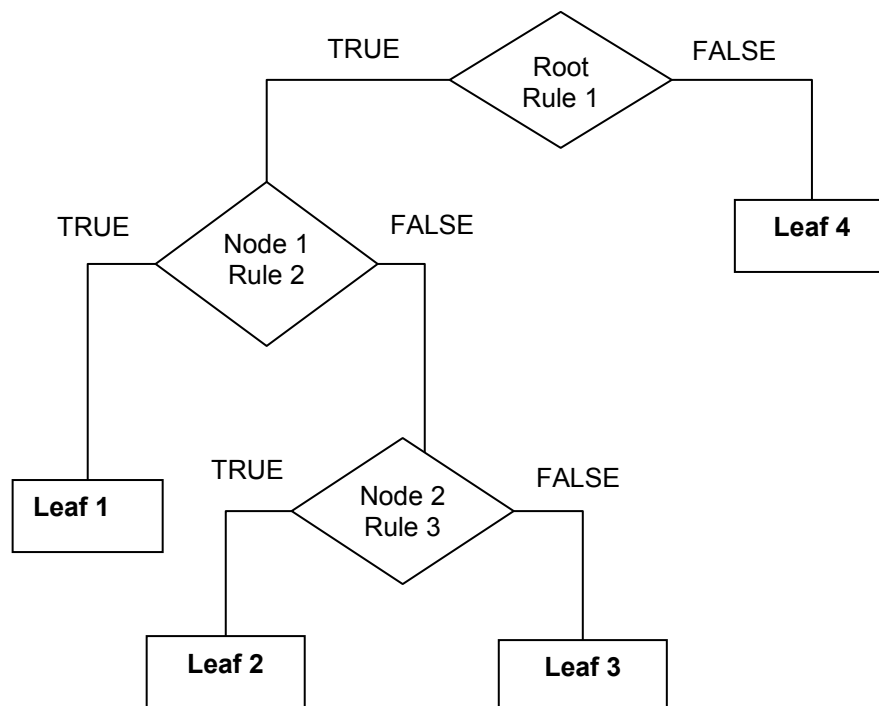 TRUE
Root
Rule 1
FALSE
TRUE
Node 1
Rule 2
FALSE
Leaf 4
Leaf 1
TRUE
Node 2
Rule 3
FALSE
Leaf 2
Leaf 3